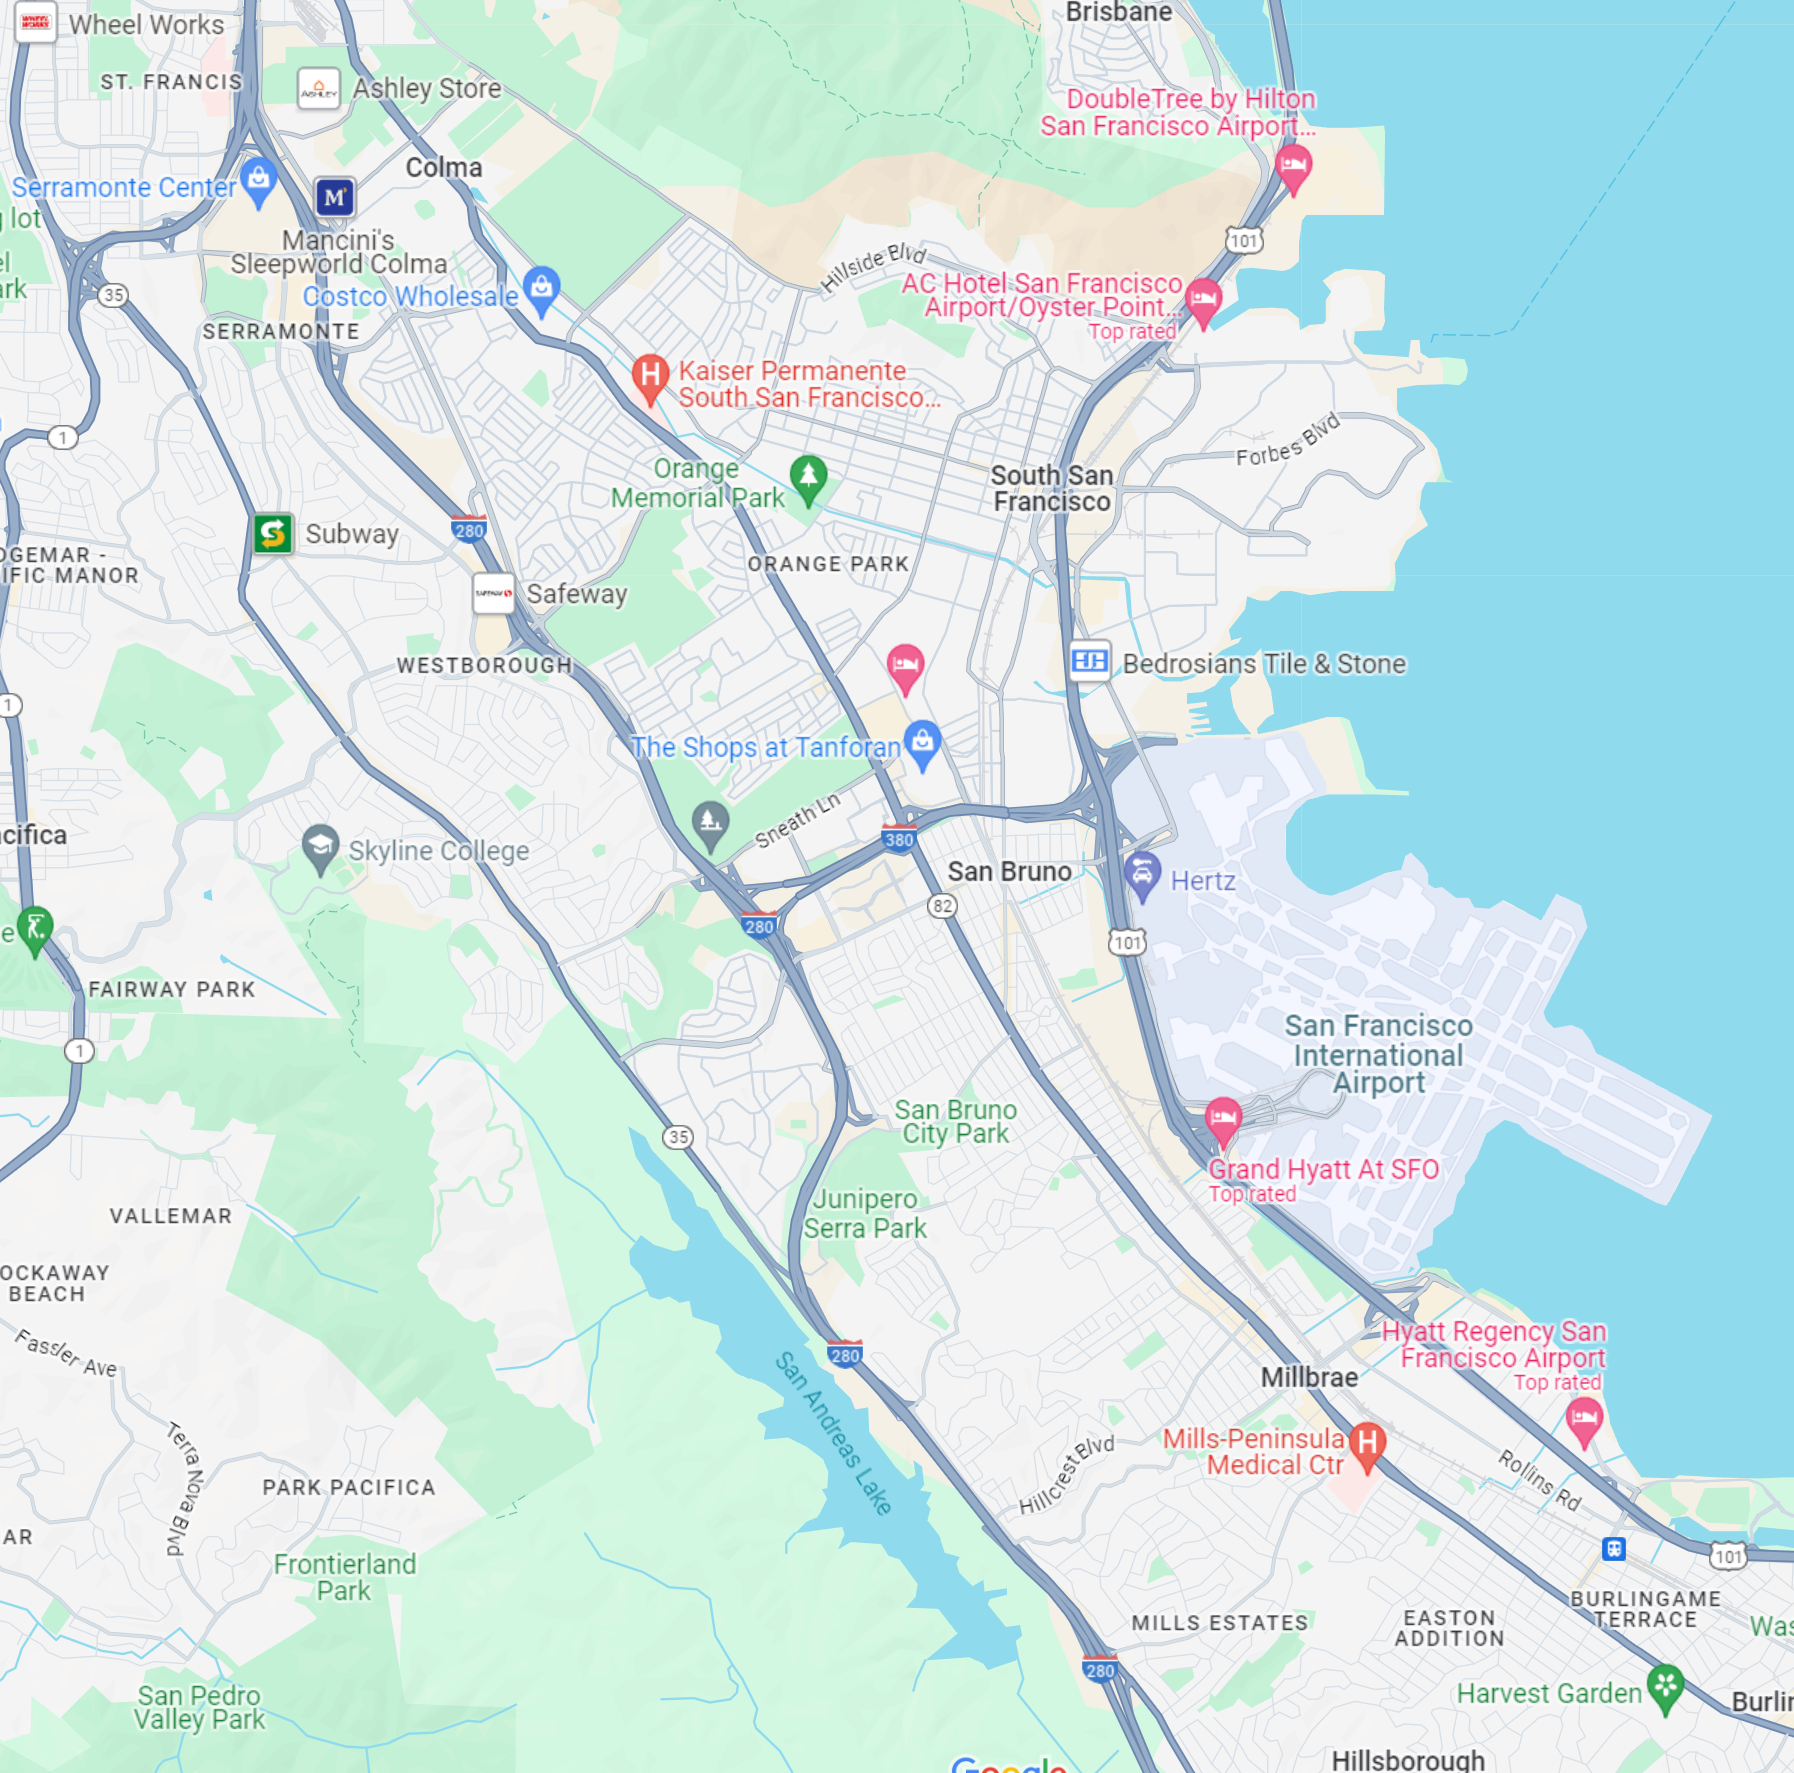 Brisbane
Wheel Works
ST. FRANCIS
Ashley Store
ASHLEY
DoubleTree by Hilton
San Francisco Airport...
Colma
Serramonte Center
M
lot
101
Mancini's
Sleepworld Colma
el
ark
35
Costco Wholesale
Hillside Blvd
AC Hotel San Francisco
Airport/Oyster Point...
Top rated
SERRAMONTE
H
Kaiser Permanente
South San Francisco...
1
Forbes Blvd
Orange
Memorial Park
South San
Francisco
280
Subway
DGEMAR -
IFIC MANOR
ORANGE PARK
SAFEWAY
Safeway
WESTBOROUGH
Bedrosians Tile & Stone
1
The Shops at Tanforan
Sneath Ln
cifica
Skyline College
380
San Bruno
Hertz
82
280
101
e
FAIRWAY PARK
San Francisco
International
Airport
1
San Bruno
City Park
35
Grand Hyatt At SFO
Top rated
Junipero
Serra Park
VALLEMAR
OCKAWAY
BEACH
Fassler Ave
280
Hyatt Regency San
Francisco Airport
Top rated
Millbrae
San Andreas Lake
H
Mills-Peninsula
Medical Ctr
Hillcrest Blvd
Rollins Rd
Terra Nova Blvd
PARK PACIFICA
AR
101
Frontierland
Park
BURLINGAME
TERRACE
MILLS ESTATES
EASTON
ADDITION
Was
280
San Pedro
Valley Park
Harvest Garden
Burlin
Hillsborough
Google